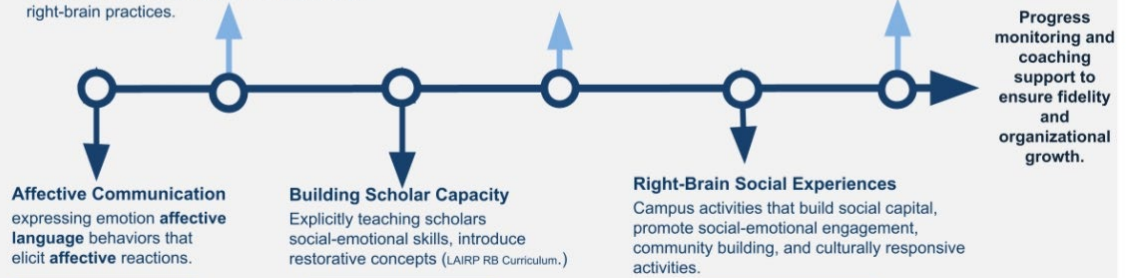 right-brain practices.
Progress
monitoring and
coaching
support to
ensure fidelity
and
organizational
growth.
Affective Communication
expressing emotion affective
language behaviors that
elicit affective reactions.
Building Scholar Capacity
Explicitly teaching scholars
social-emotional skills, introduce
restorative concepts (LAIRP RB Curriculum.)
Right-Brain Social Experiences
Campus activities that build social capital,
promote social-emotional engagement,
community building, and culturally responsive
activities.